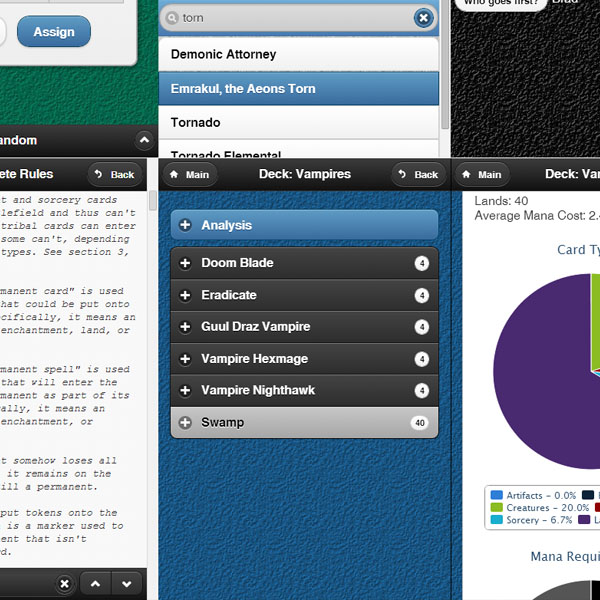 Assign
andom
torn
Demonic Attorney
Emrakul, the Aeons Torn
Tornado
Tornado Elemental
Who goes first?
Brad
ete Rules
Back
t and sorcery cards
lefield and thus can't
tribal cards can enter
some can't, depending
types. See section 3,
manent card" is used
hat could be put onto
cifically, it means an
enchantment, land, or
manent spell" is used
that will enter the
manent as part of its
ally, it means an
enchantment, or
t somehow loses all
it remains on the
ill a permanent.
put tokens onto the
is a marker used to
ent that isn't
d.
Main
Deck: Vampires
Back
Analysis
Doom Blade 4
Eradicate 4
Guul Draz Vampire 4
Vampire Hexmage 4
Vampire Nighthawk 4
Swamp 40
Main
Deck: Van
Lands: 40
Average Mana Cost: 2.
Card Ty
Artifacts - 0.0%
Creatures - 20.0%
Sorcery - 6.7%
Mana Requi